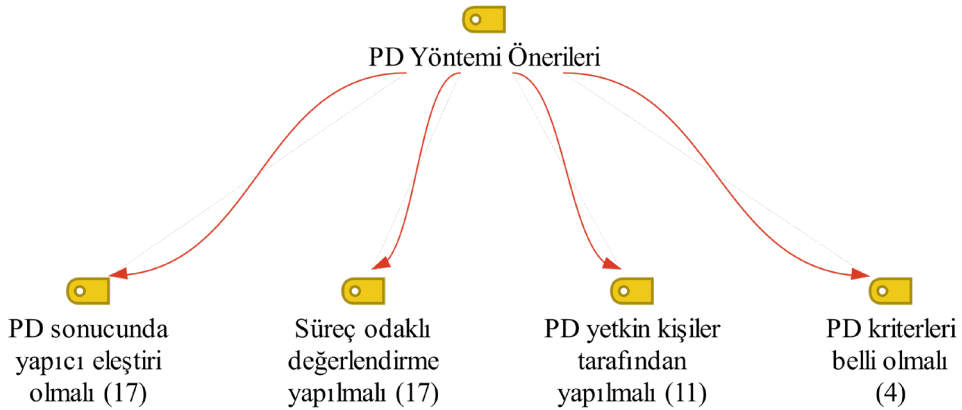 PD Yöntemi Önerileri
PD sonucunda
yapıcı eleştiri
olmalı (17)
Süreç odaklı
değerlendirme
yapılmalı (17)
PD yetkin kişiler
tarafından
yapılmalı (11)
PD kriterleri
belli olmalı
(4)